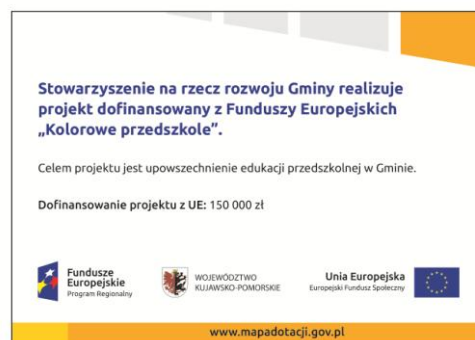 Stowarzyszenie na rzecz rozwoju Gminy realizuje
projekt dofinansowany z Funduszy Europejskich
„Kolorowe przedszkole”.
Celem projektu jest upowszechnienie edukacji przedszkolnej w Gminie.
Dofinansowanie projektu z UE: 150 000 zł
Fundusze
Europejskie
Program Regionalny
WOJEWÓDZTWO
KUJAWSKO-POMORSKIE
Unia Europejska
Europejski Fundusz Społeczny
www.mapadotacji.gov.pl